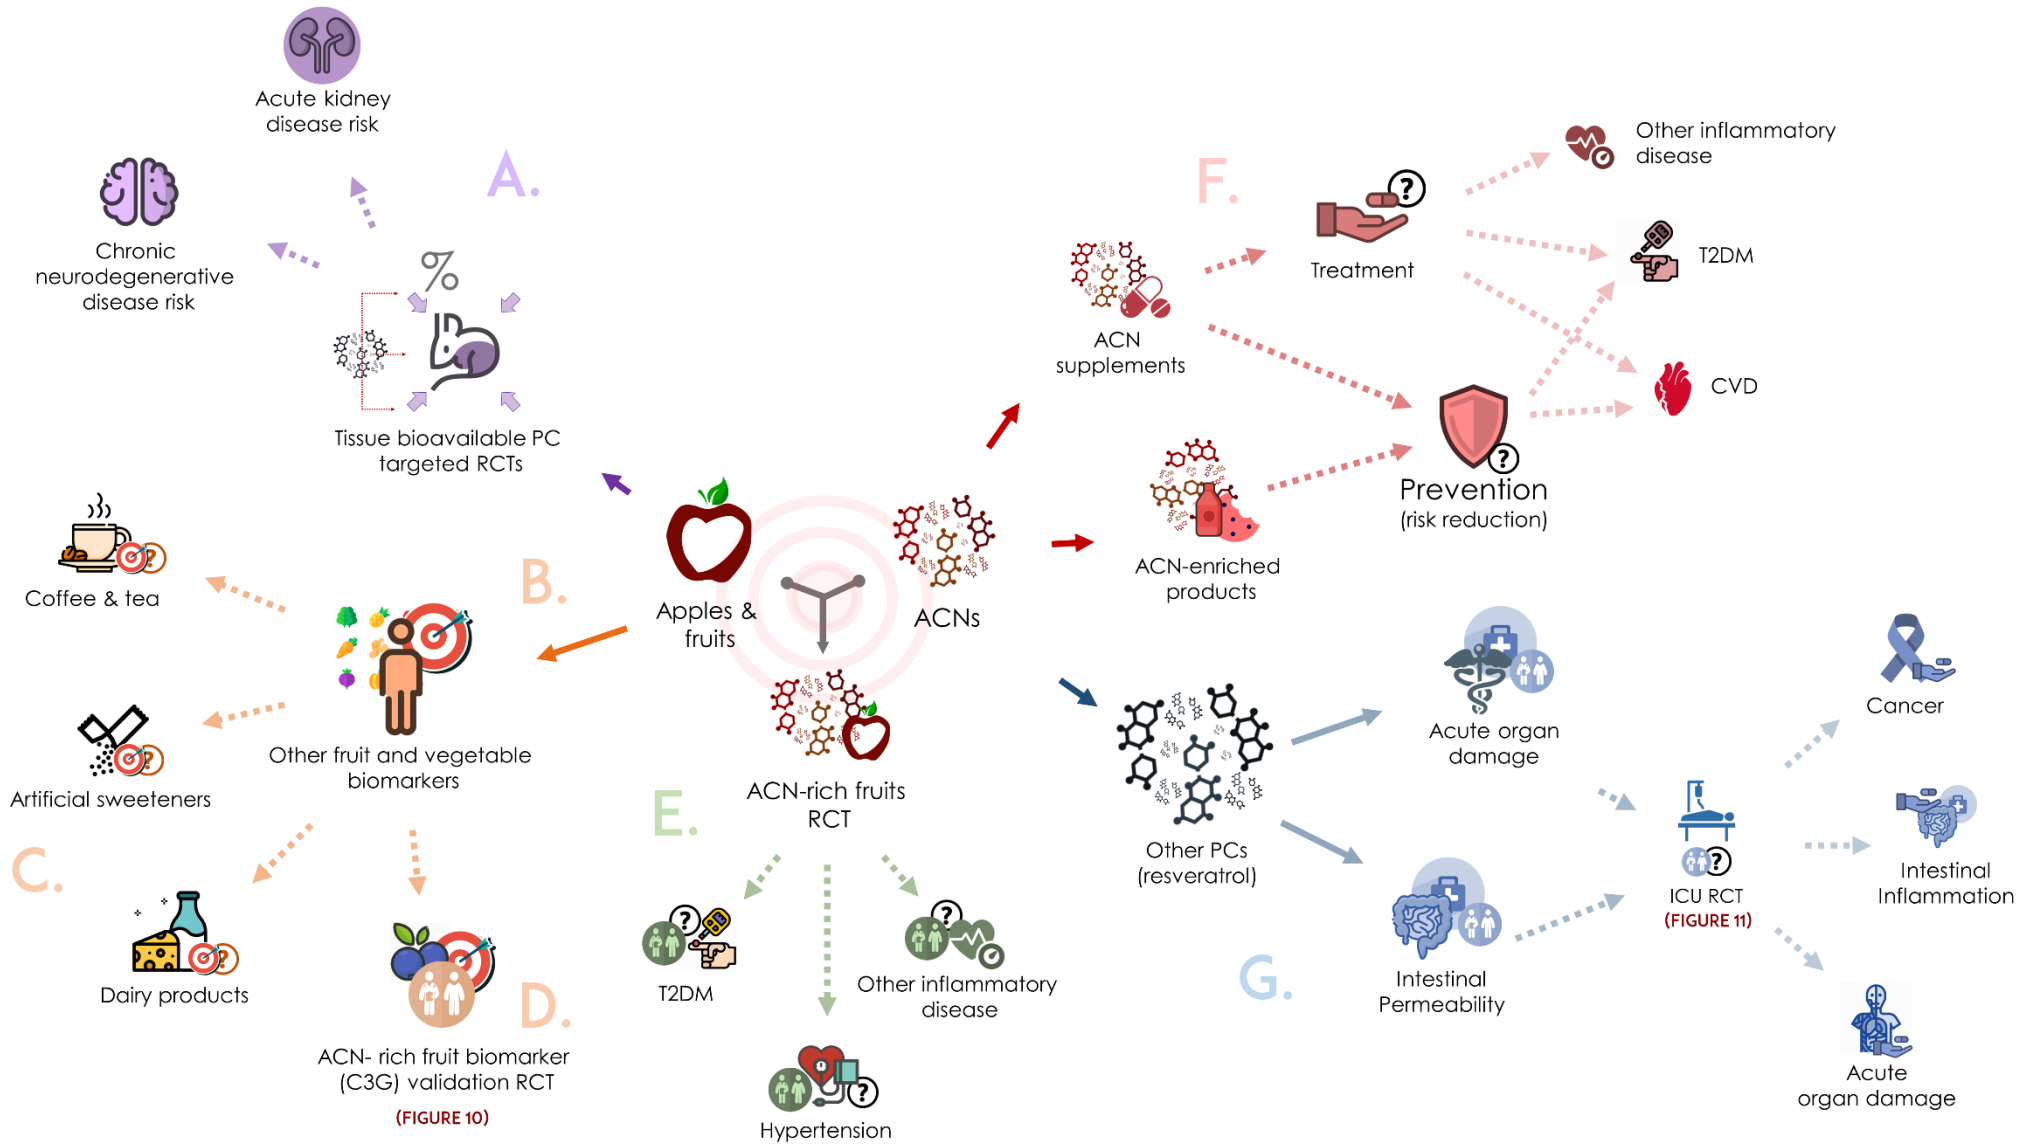 Acute kidney
disease risk
A.
Chronic
neurodegenerative
disease risk
%
Tissue bioavailable PC
targeted RCTs
Coffee & tea
B.
Apples &
fruits
ACNs
Other fruit and vegetable
biomarkers
Artificial sweeteners
C.
Dairy products
D.
ACN- rich fruit biomarker
(C3G) validation RCT
(FIGURE 10)
ACN-rich fruits
RCT
E.
?
T2DM
?
Other inflammatory
disease
?
Hypertension
F.
?
Treatment
Other inflammatory
disease
T2DM
CVD
ACN
supplements
?
Prevention
(risk reduction)
ACN-enriched
products
Other PCs
(resveratrol)
Acute organ
damage
G.
Intestinal
Permeability
?
ICU RCT
(FIGURE 11)
Cancer
Intestinal
Inflammation
Acute
organ damage